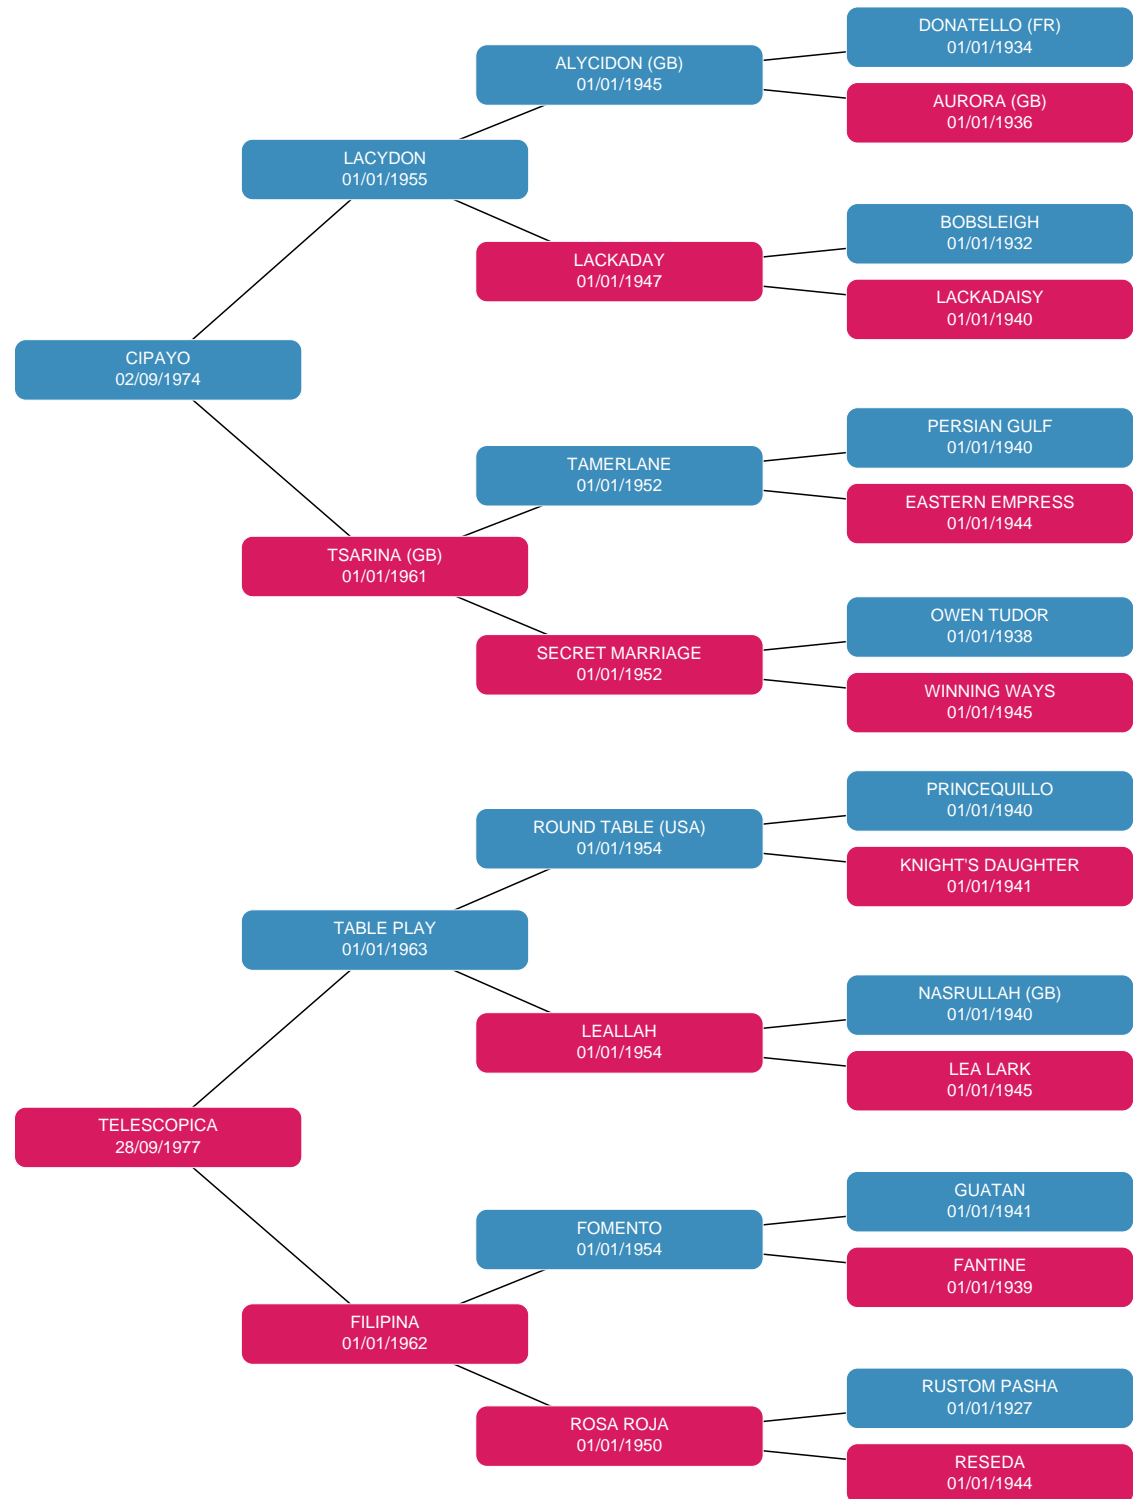 DONATELLO (FR)
01/01/1934
ALYCIDON (GB)
01/01/1945
AURORA (GB)
01/01/1936
LACYDON
01/01/1955
BOBSLEIGH
01/01/1932
LACKADAY
01/01/1947
LACKADAISY
01/01/1940
CIPAYO
02/09/1974
PERSIAN GULF
01/01/1940
TAMERLANE
01/01/1952
EASTERN EMPRESS
01/01/1944
TSARINA (GB)
01/01/1961
OWEN TUDOR
01/01/1938
SECRET MARRIAGE
01/01/1952
WINNING WAYS
01/01/1945
PRINCEQUILLO
01/01/1940
ROUND TABLE (USA)
01/01/1954
KNIGHT'S DAUGHTER
01/01/1941
TABLE PLAY
01/01/1963
NASRULLAH (GB)
01/01/1940
LEALLAH
01/01/1954
LEA LARK
01/01/1945
TELESCOPICA
28/09/1977
GUATAN
01/01/1941
FOMENTO
01/01/1954
FANTINE
01/01/1939
FILIPINA
01/01/1962
RUSTOM PASHA
01/01/1927
ROSA ROJA
01/01/1950
RESEDA
01/01/1944